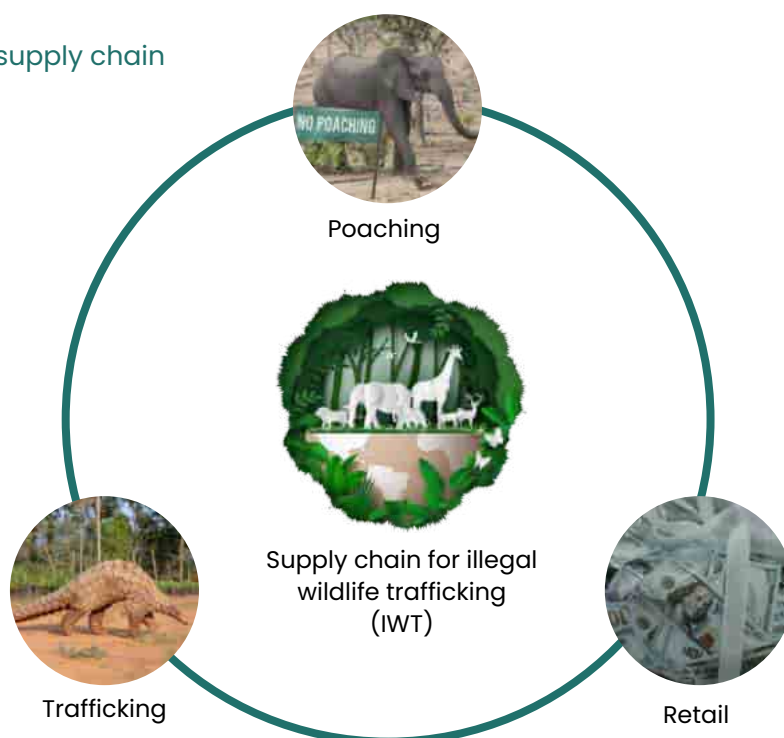 supply chain
NO POACHING
Poaching
Supply chain for illegal
wildlife trafficking
(IWT)
Trafficking
Retail